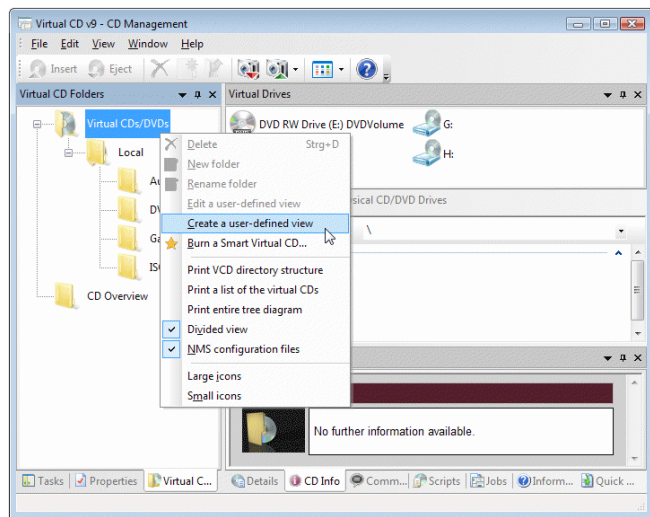 Virtual CD v9 - CD Management
File Edit View Window Help
Insert Eject
Virtual CD Folders
Virtual Drives
Virtual CDs/DVDs
DVD RW Drive (E:) DVDVolume
G:
H:
Local
Delete Strg+D
New folder
Rename folder
Edit a user-defined view
Create a user-defined view
Burn a Smart Virtual CD...
Print VCD directory structure
Print a list of the virtual CDs
Print entire tree diagram
Divided view
NMS configuration files
Large icons
Small icons
CD/DVD Drives
\
CD Overview
No further information available.
Tasks Properties Virtual C... Details CD Info Comm... Scripts Jobs Inform... Quick ...